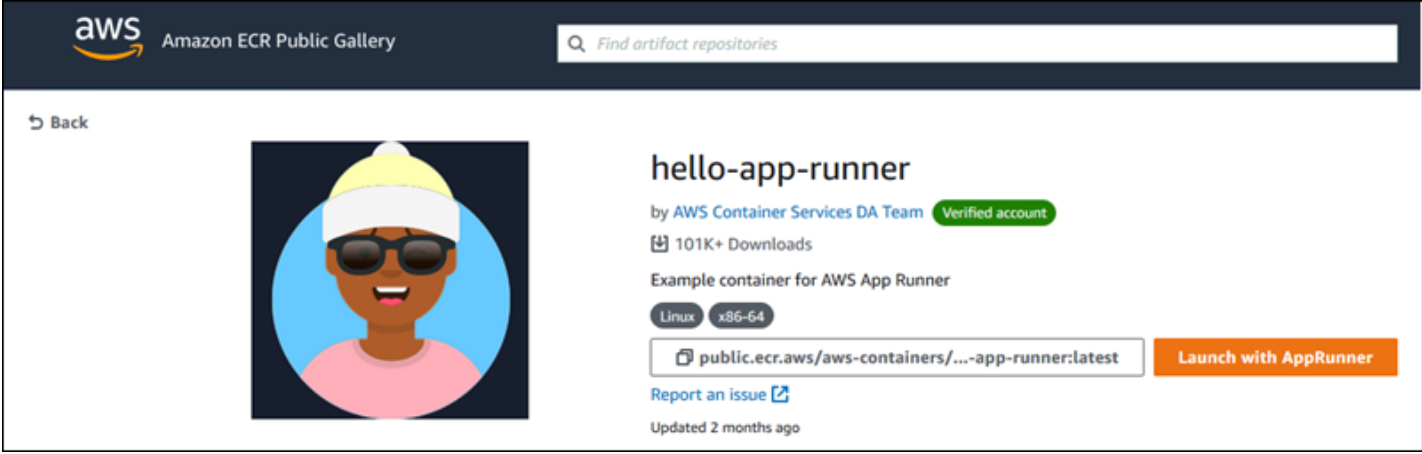 aws
Amazon ECR Public Gallery
Find artifact repositories
Back
hello-app-runner
by AWS Container Services DA Team Verified account
101K+ Downloads
Example container for AWS App Runner
Linux x86-64
public.ecr.aws/aws-containers/...-app-runner:latest Launch with AppRunner
Report an issue
Updated 2 months ago